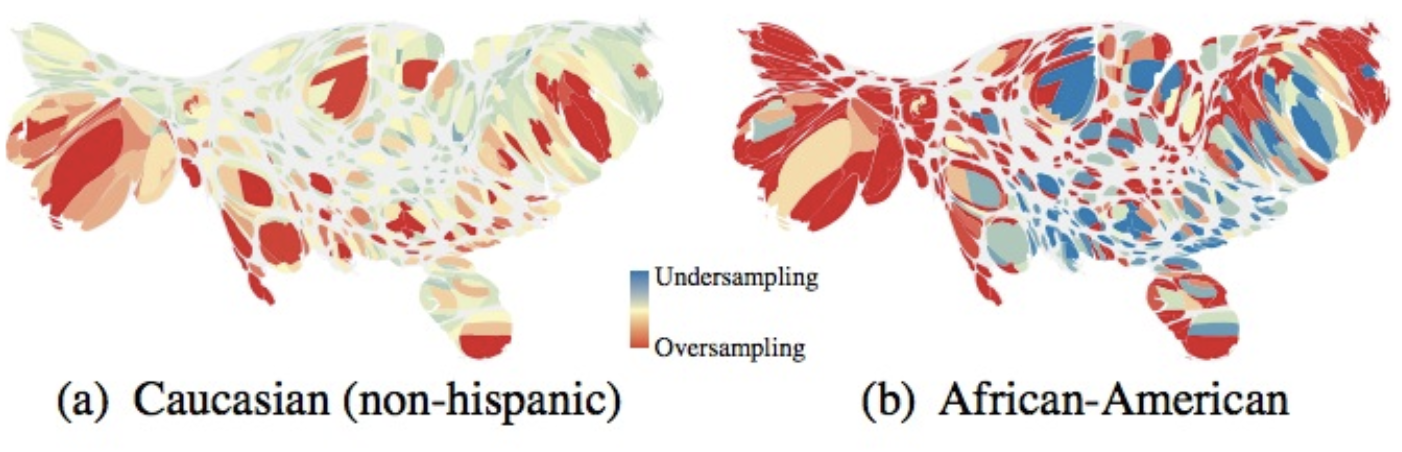 Undersampling
Oversampling
(a) Caucasian (non-hispanic)
(b) African-American